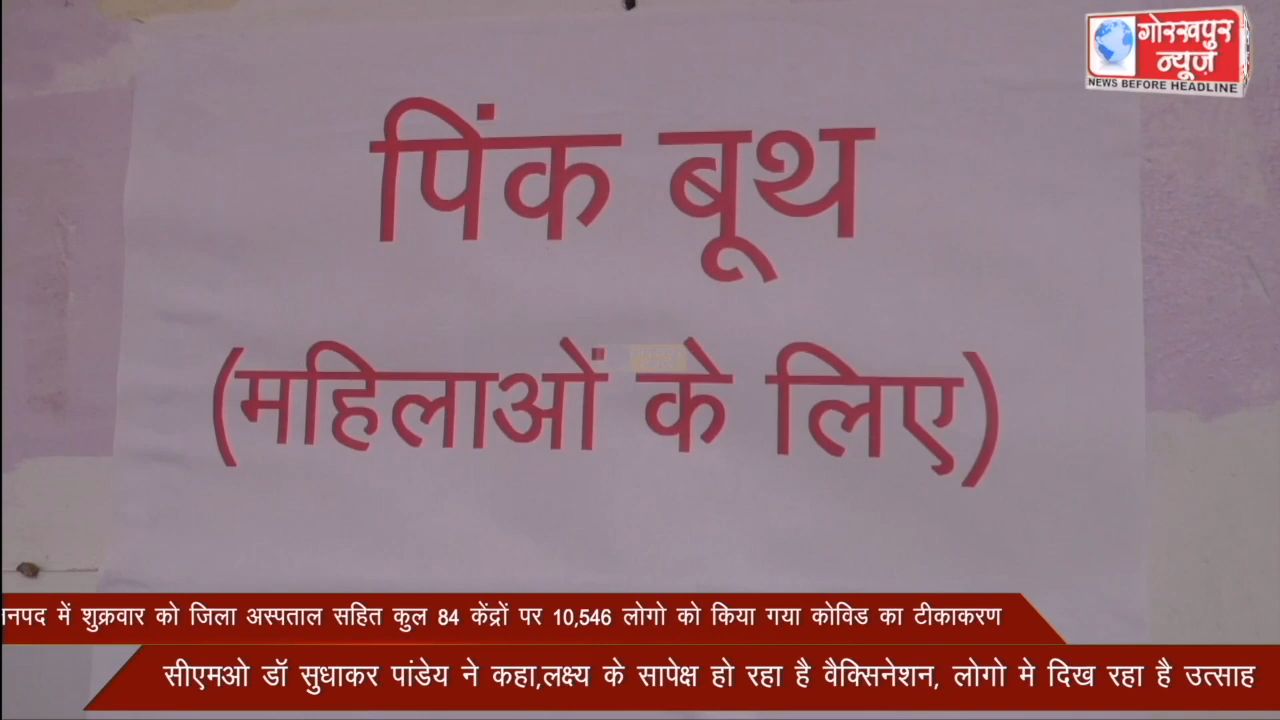 गोरखपुर
न्यूज़
NEWS BEFORE HEADLINE
पिंक बूथ
(महिलाओं के लिए)
में शुक्रवार को जिला अस्पताल सहित कुल 84 केंद्रों पर 10,546 लोगो को किया गया कोविड का टीकाकरण
सीएमओ डॉ सुधाकर पांडेय ने कहा,लक्ष्य के सापेक्ष हो रहा है वैक्सिनेशन, लोगो मे दिख रहा है उत्साह